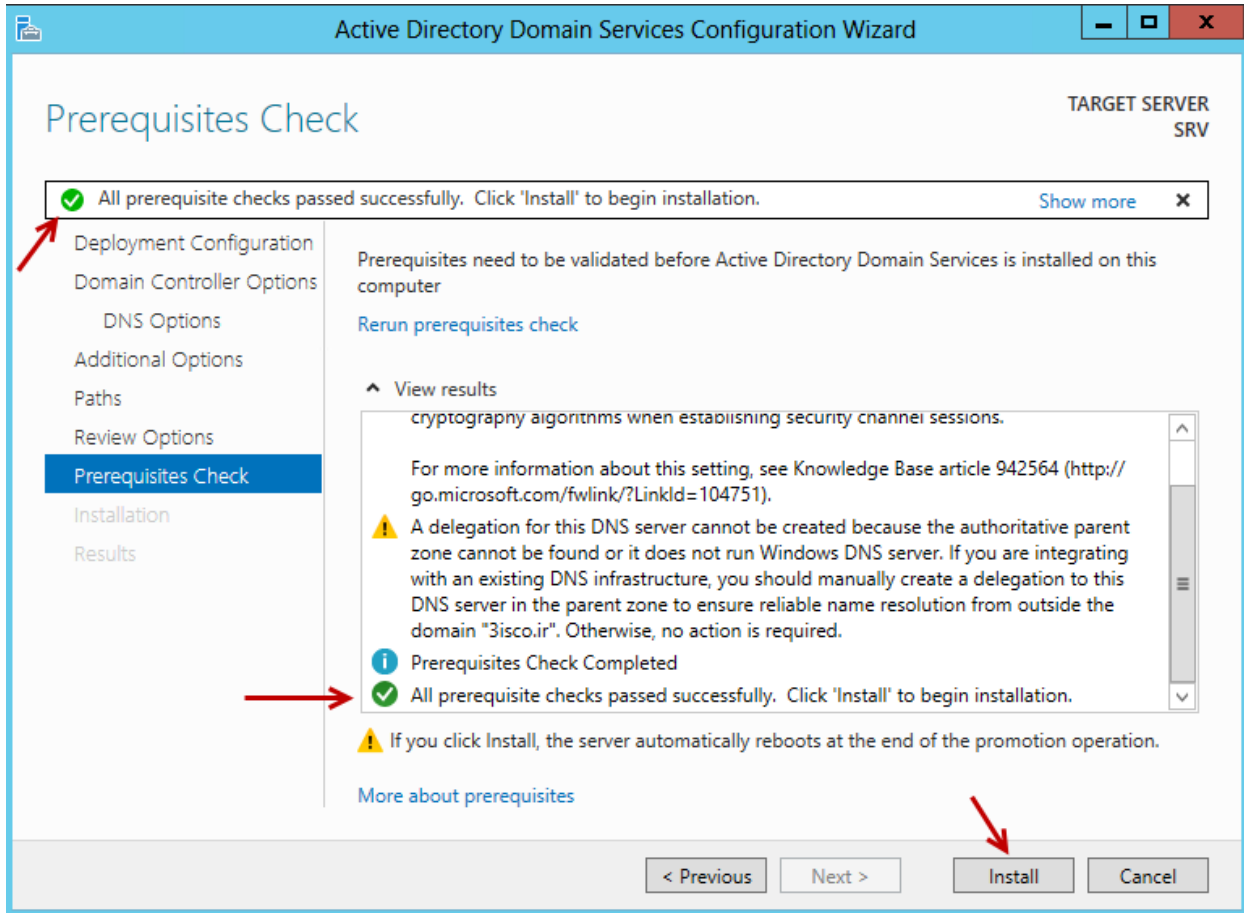 Active Directory Domain Services Configuration Wizard
Prerequisites Check
TARGET SERVER
SRV
All prerequisite checks passed successfully.  Click 'Install' to begin installation.
Show more
Deployment Configuration
Domain Controller Options
DNS Options
Additional Options
Paths
Review Options
Prerequisites Check
Installation
Results
Prerequisites need to be validated before Active Directory Domain Services is installed on this
computer
Rerun prerequisites check
View results
cryptography algorithms when establishing security channel sessions.
For more information about this setting, see Knowledge Base article 942564 (http://
go.microsoft.com/fwlink/?LinkId=104751).
A delegation for this DNS server cannot be created because the authoritative parent
zone cannot be found or it does not run Windows DNS server. If you are integrating
with an existing DNS infrastructure, you should manually create a delegation to this
DNS server in the parent zone to ensure reliable name resolution from outside the
domain "3isco.ir". Otherwise, no action is required.
Prerequisites Check Completed
All prerequisite checks passed successfully.  Click 'Install' to begin installation.
If you click Install, the server automatically reboots at the end of the promotion operation.
More about prerequisites
< Previous
Next >
Install
Cancel